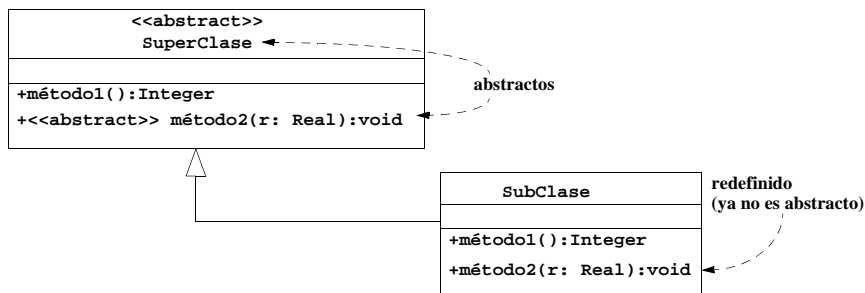 <<abstract>>
SuperClase
+método1():Integer
+<<abstract>> método2(r: Real):void
abstractos
SubClase
+método1():Integer
+método2(r: Real):void
redefinido
(ya no es abstracto)